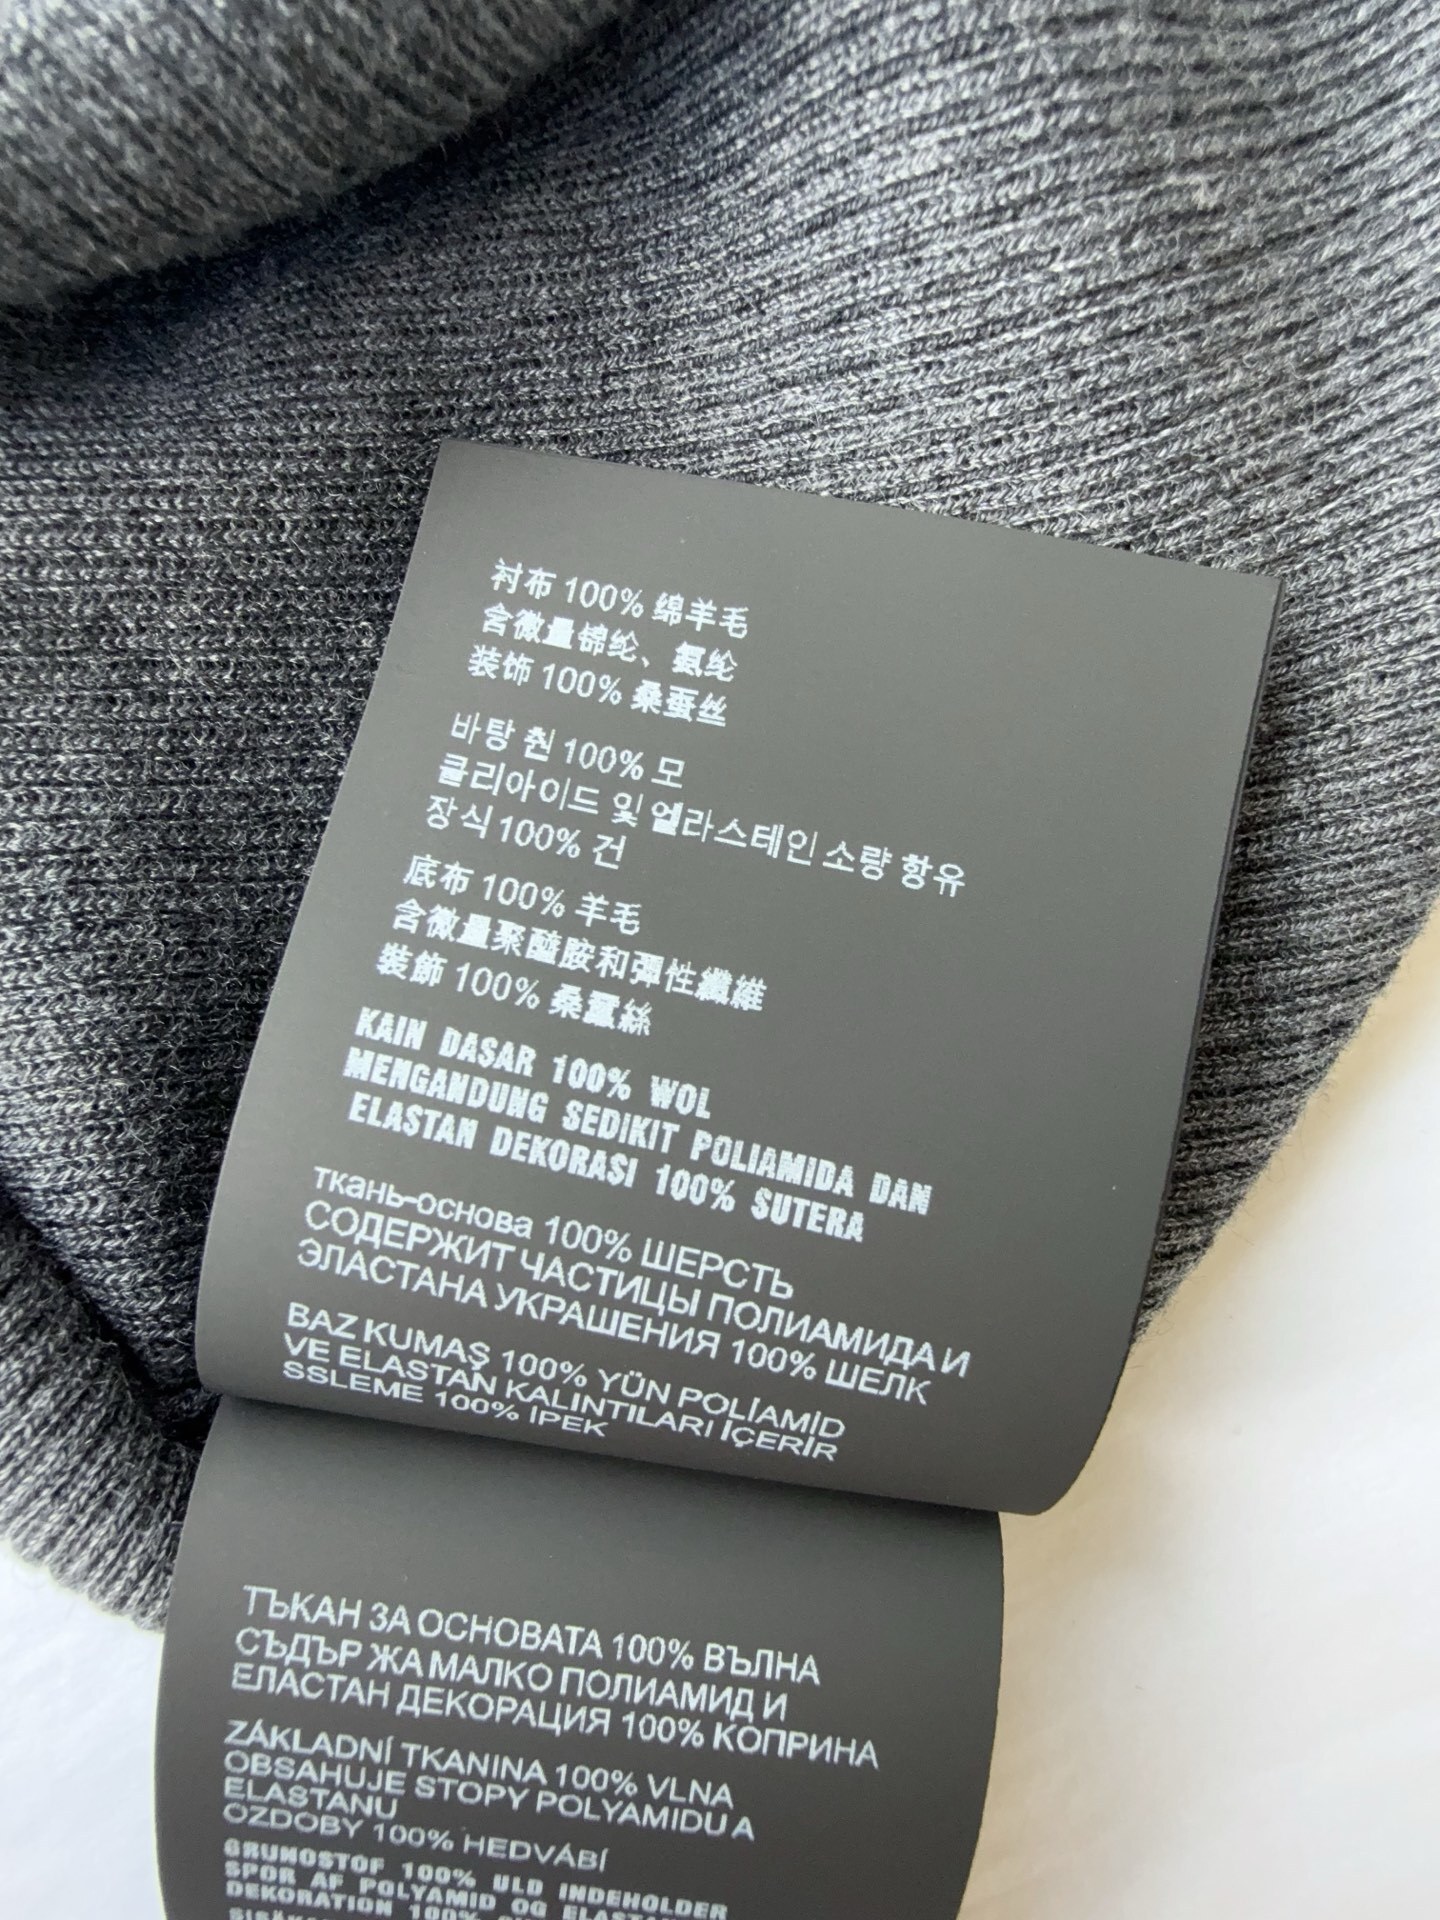 衬布 100% 绵羊毛
含微量锦纶、氨纶
装饰 100% 桑蚕丝
바탕 췬 100% 모
클리아이드 및 엘라스테인 소량 함유
장식 100% 건
底布 100% 羊毛
含微量聚醯胺和彈性纖維
裝飾 100% 桑蠶絲
KAIN DASAR 100% WOL
MENGANDUNG SEDIKIT POLIAMIDA DAN
ELASTAN DEKORASI 100% SUTERA
ткань-основа 100% ШЕРСТЬ
СОДЕРЖИТ ЧАСТИЦЫ ПОЛИАМИДА И
ЭЛАСТАНА УКРАШЕНИЯ 100% ШЕЛК
BAZ KUMAŞ 100% YÜN POLİAMİD
VE ELASTAN KALINTILARI İÇERİR
SSLEME 100% İPEK
ТЪКАН ЗА ОСНОВАТА 100% ВЪЛНА
СЪДЪР ЖА МАЛКО ПОЛИАМИД И
ЕЛАСТАН ДЕКОРАЦИЯ 100% КОПРИНА
ZÁKLADNÍ TKANINA 100% VLNA
OBSAHUJE STOPY POLYAMIDU A
ELASTANU
OZDOBY 100% HEDVÁBÍ
GRUNOSTOF 100% ULD INDEHOLDER
SPOR AF POLYAMID OG ELASTAN
DEKORATION 100%